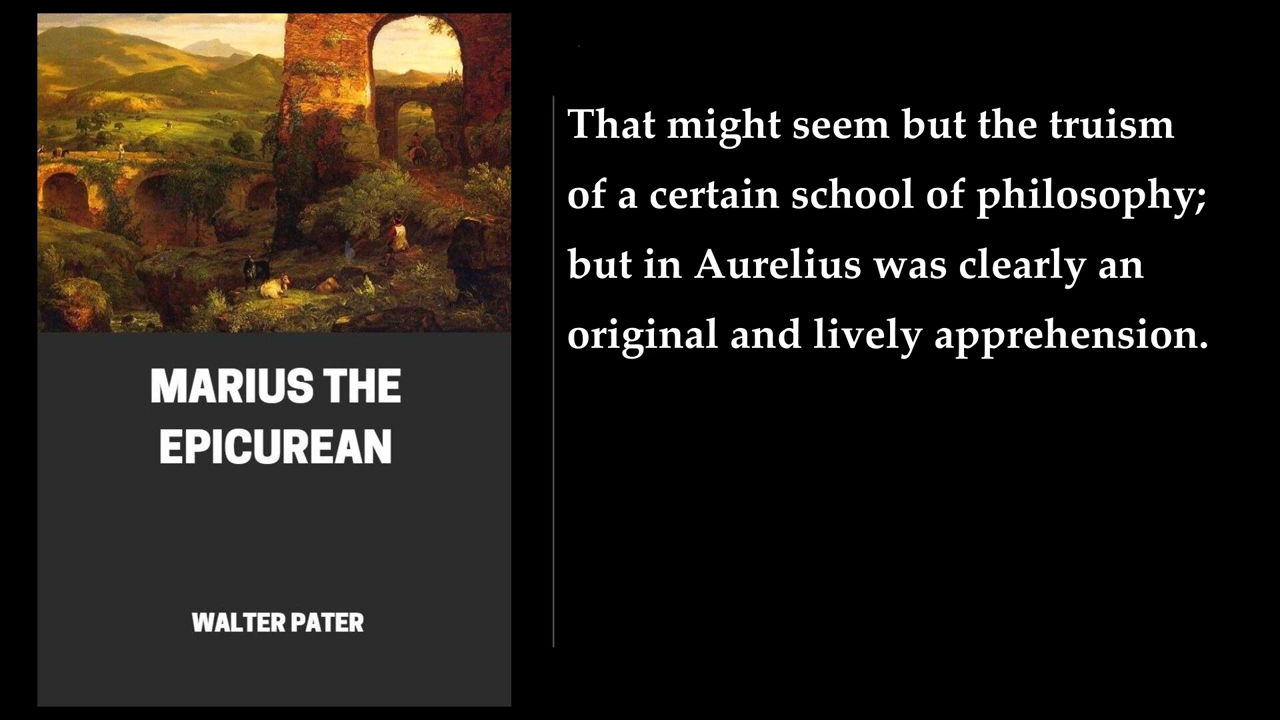 MARIUS THE
EPICUREAN
WALTER PATER
That might seem but the truism
of a certain school of philosophy;
but in Aurelius was clearly an
original and lively apprehension.